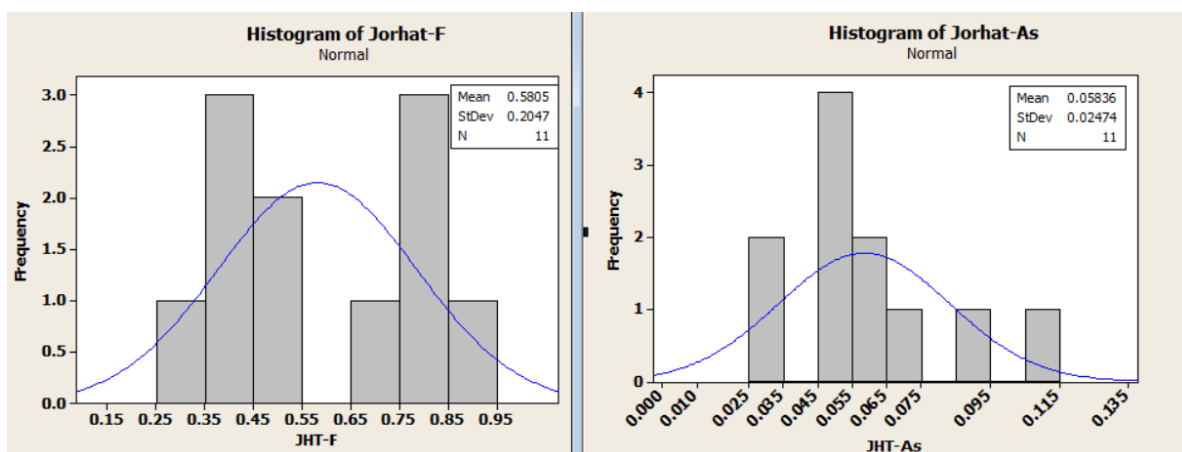 Histogram of Jorhat-F
Normal
Mean 0.5805
StDev 0.2047
N 11
3.0
2.5
2.0
1.5
1.0
0.5
0.0
Frequency
0.15 0.25 0.35 0.45 0.55 0.65 0.75 0.85 0.95
JHT-F
Histogram of Jorhat-As
Normal
Mean 0.05836
StDev 0.02474
N 11
4
3
2
1
0
Frequency
0.000 0.010 0.025 0.035 0.045 0.055 0.065 0.075 0.095 0.115 0.135
JHT-As